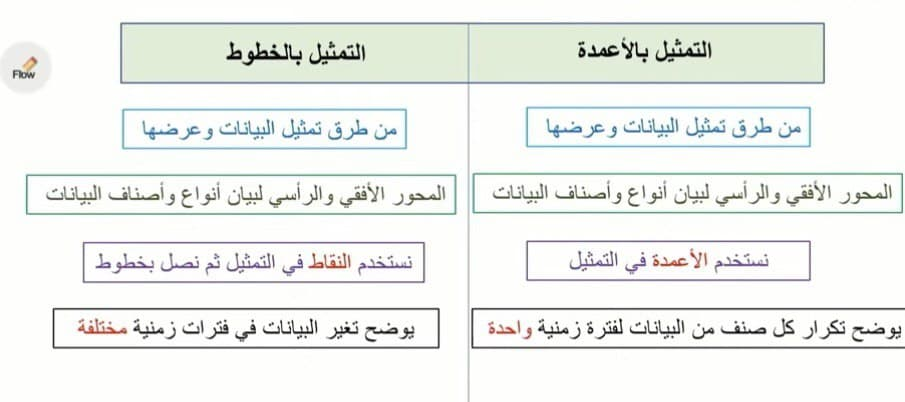 التمثيل بالأعمدة
التمثيل بالخطوط
Flow
من طرق تمثيل البيانات وعرضها
من طرق تمثيل البيانات وعرضها
المحور الأفقي والرأسي لبيان أنواع وأصناف البيانات
المحور الأفقي والرأسي لبيان أنواع وأصناف البيانات
نستخدم الأعمدة في التمثيل
نستخدم النقاط في التمثيل ثم نصل بخطوط
يوضح تكرار كل صنف من البيانات لفترة زمنية واحدة
يوضح تغير البيانات في فترات زمنية مختلفة